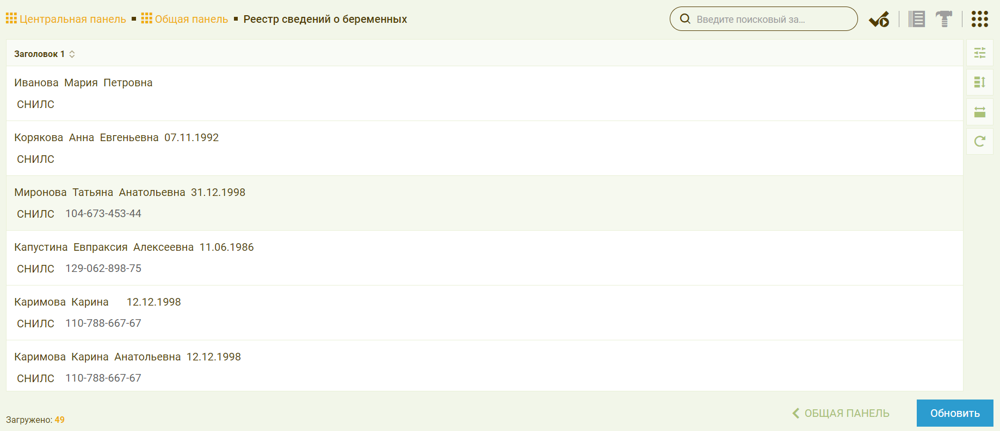 Центральная панель Общая панель Реестр сведений о беременных
Введите поисковый за...
Заголовок 1
Иванова Мария Петровна
СНИЛС
Корякова Анна Евгеньевна 07.11.1992
СНИЛС
Миронова Татьяна Анатольевна 31.12.1998
СНИЛС 104-673-453-44
Капустина Евпраксия Алексеевна 11.06.1986
СНИЛС 129-062-898-75
Каримова Карина 12.12.1998
СНИЛС 110-788-667-67
Каримова Карина Анатольевна 12.12.1998
СНИЛС 110-788-667-67
Загружено: 49
ОБЩАЯ ПАНЕЛЬ
Обновить